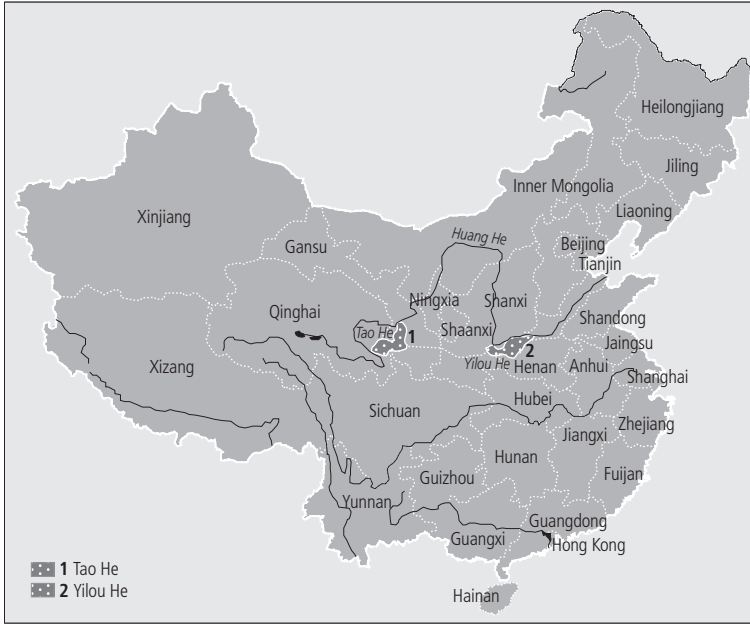 Heilongjiang
Jiling
Inner Mongolia
Liaoning
Xinjiang
Huang He
Beijing
Gansu
Tianjin
Ningxia
Shanxi
Qinghai
Shandong
Tao He
1
Shaanxi
Jaingsu
2
Xizang
Yilou He
Henan
Anhui
Shanghai
Hubei
Sichuan
Zhejiang
Jiangxi
Hunan
Guizhou
Fuijan
Yunnan
Guangdong
Guangxi
Hong Kong
1 Tao He
2 Yilou He
Hainan